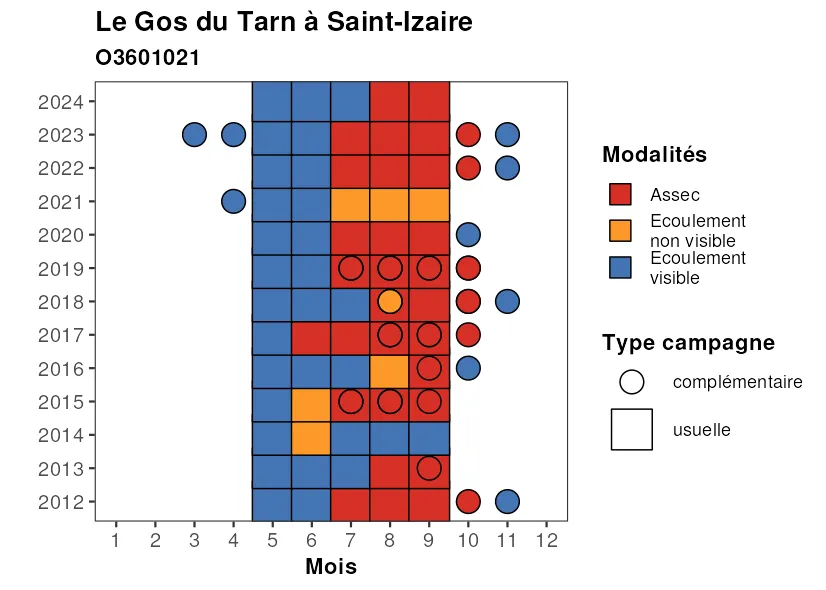 Le Gos du Tarn à Saint-Izaire
O3601021
2024
2023
2022
2021
2020
2019
2018
2017
2016
2015
2014
2013
2012
1 2 3 4 5 6 7 8 9 10 11 12
Mois
Modalités
Assec
Ecoulement
non visible
Ecoulement
visible
Type campagne
complémentaire
usuelle